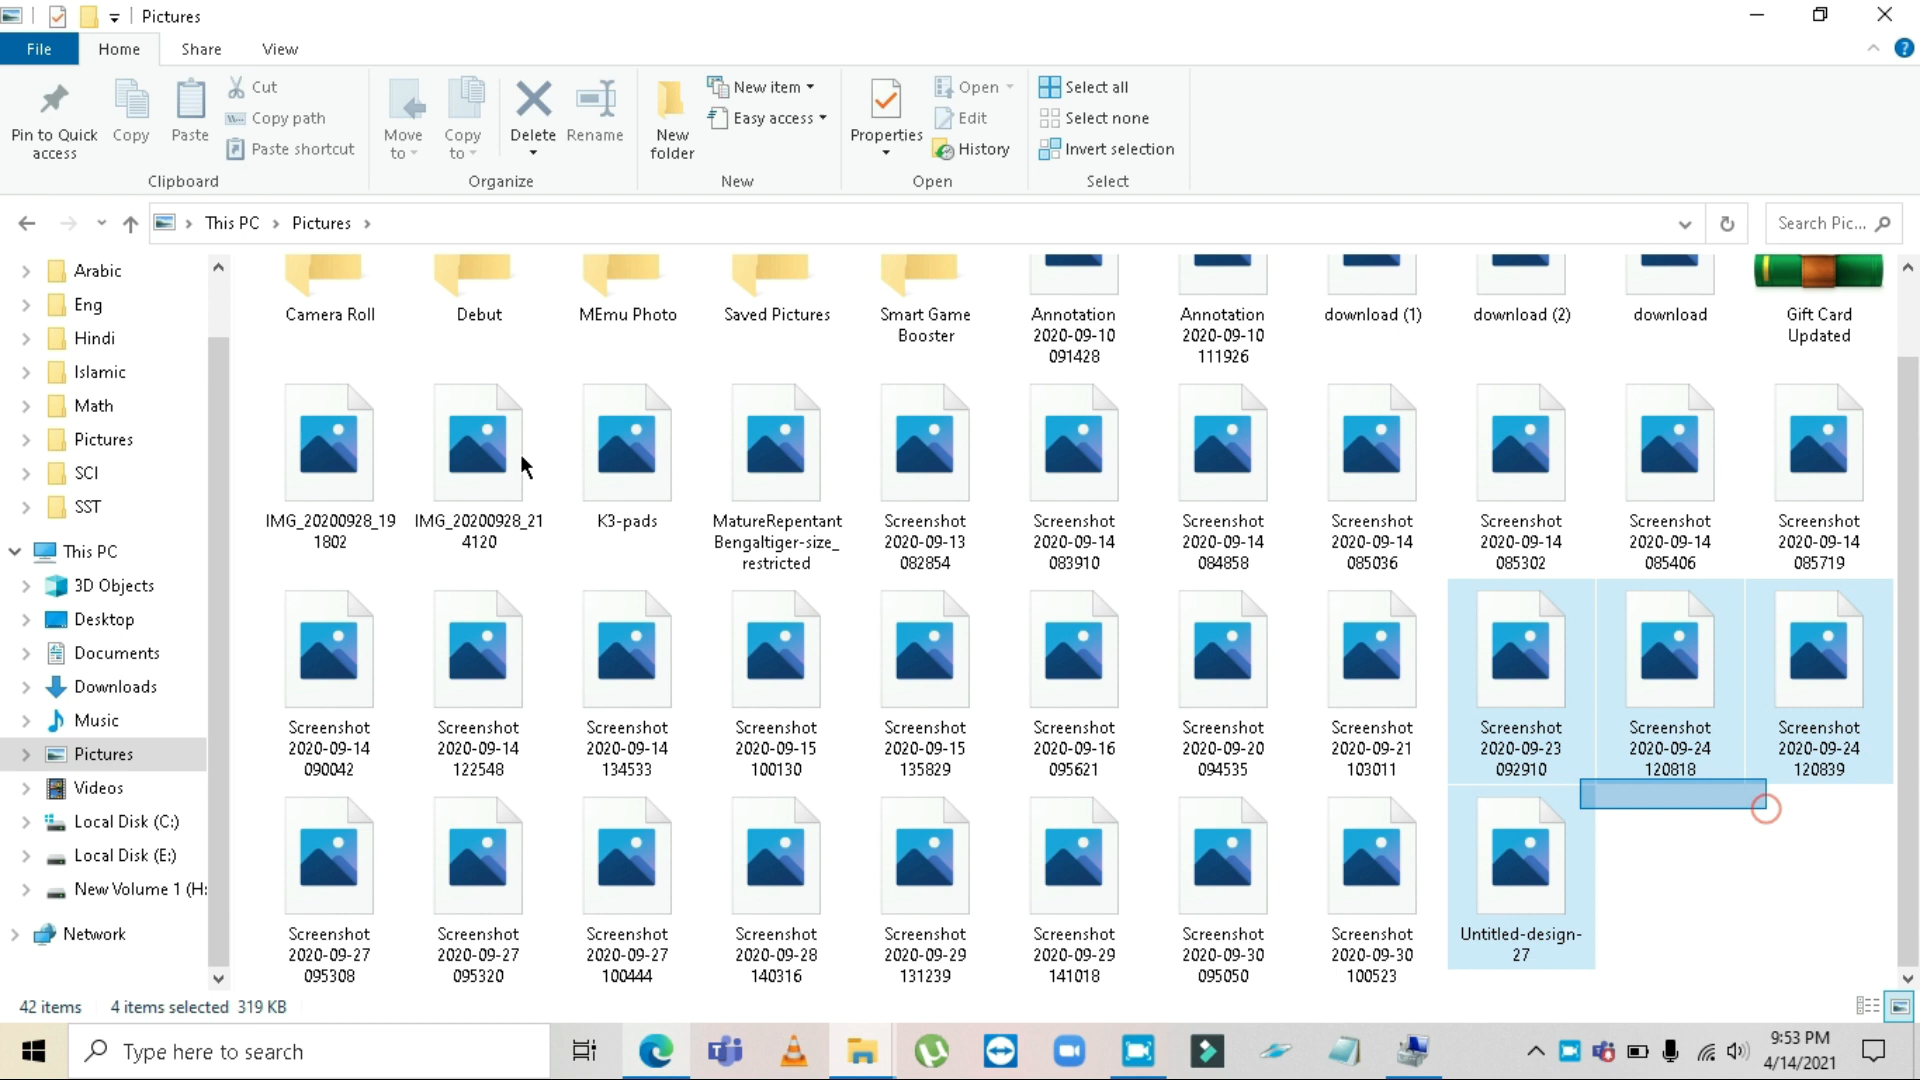 Pictures
File Home Share View
Pin to Quick access
Copy
Paste
Cut
Copy path
Paste shortcut
Clipboard
Move to
Copy to
Delete
Rename
Organize
New folder
New item
Easy access
New
Properties
Open
Edit
History
Open
Select all
Select none
Invert selection
Select
This PC > Pictures >
Search Pic...
Arabic
Eng
Hindi
Islamic
Math
Pictures
SCI
SST
This PC
3D Objects
Desktop
Documents
Downloads
Music
Pictures
Videos
Local Disk (C:)
Local Disk (E:)
New Volume 1 (H:
Network
Camera Roll
Debut
MEmu Photo
Saved Pictures
Smart Game Booster
Annotation 2020-09-10 091428
Annotation 2020-09-10 111926
download (1)
download (2)
download
Gift Card Updated
IMG_20200928_191802
IMG_20200928_214120
K3-pads
MatureRepentantBengaltiger-size_restricted
Screenshot 2020-09-13 082854
Screenshot 2020-09-14 083910
Screenshot 2020-09-14 084858
Screenshot 2020-09-14 085036
Screenshot 2020-09-14 085302
Screenshot 2020-09-14 085406
Screenshot 2020-09-14 085719
Screenshot 2020-09-14 090042
Screenshot 2020-09-14 122548
Screenshot 2020-09-14 134533
Screenshot 2020-09-15 100130
Screenshot 2020-09-15 135829
Screenshot 2020-09-16 095621
Screenshot 2020-09-20 094535
Screenshot 2020-09-21 103011
Screenshot 2020-09-23 092910
Screenshot 2020-09-24 120818
Screenshot 2020-09-24 120839
Screenshot 2020-09-27 095308
Screenshot 2020-09-27 095320
Screenshot 2020-09-27 100444
Screenshot 2020-09-28 140316
Screenshot 2020-09-29 131239
Screenshot 2020-09-29 141018
Screenshot 2020-09-30 095050
Screenshot 2020-09-30 100523
Untitled-design-27
42 items 4 items selected 319 KB
Type here to search
9:53 PM
4/14/2021